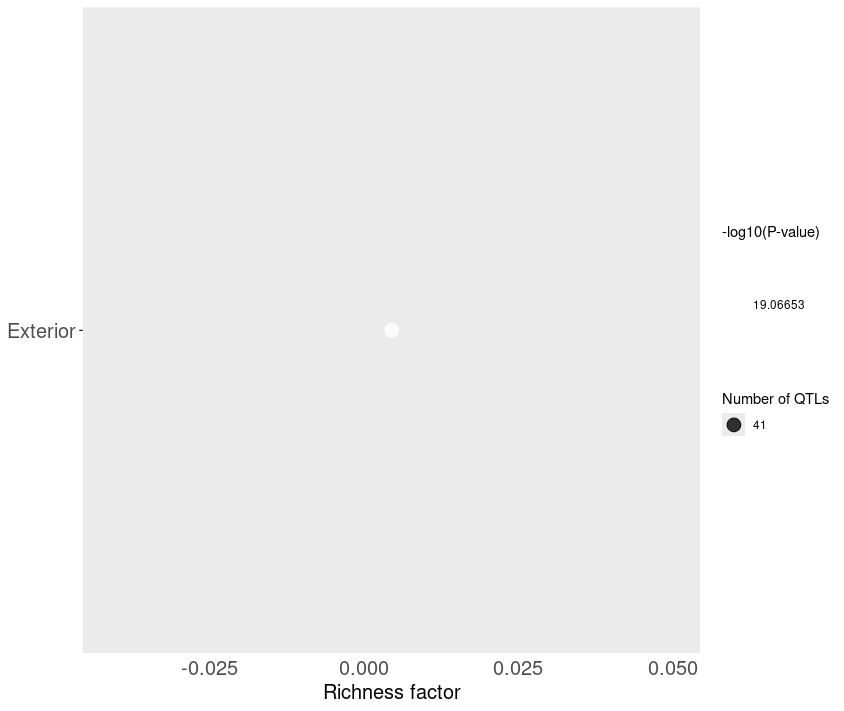 -log10(P-value)
19.06653
Exterior
Number of QTLs
41
-0.025 0.000 0.025 0.050
Richness factor